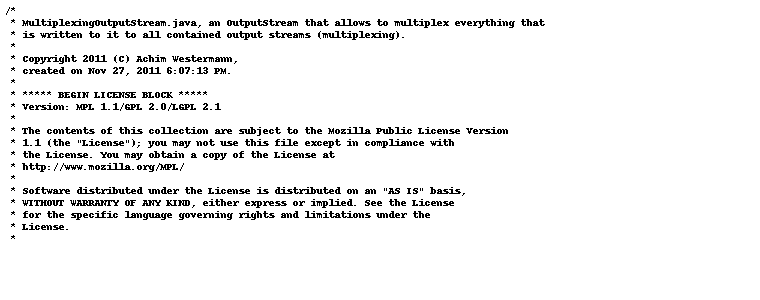 /*
 * MultiplexingOutputStream.java, an OutputStream that allows to multiplex everything that
 * is written to it to all contained output streams (multiplexing).
 *
 * Copyright 2011 (C) Achim Westermann,
 * created on Nov 27, 2011 6:07:13 PM.
 *
 * ***** BEGIN LICENSE BLOCK *****
 * Version: MPL 1.1/GPL 2.0/LGPL 2.1
 *
 * The contents of this collection are subject to the Mozilla Public License Version
 * 1.1 (the "License"); you may not use this file except in compliance with
 * the License. You may obtain a copy of the License at
 * http://www.mozilla.org/MPL/
 *
 * Software distributed under the License is distributed on an "AS IS" basis,
 * WITHOUT WARRANTY OF ANY KIND, either express or implied. See the License
 * for the specific language governing rights and limitations under the
 * License.
 *